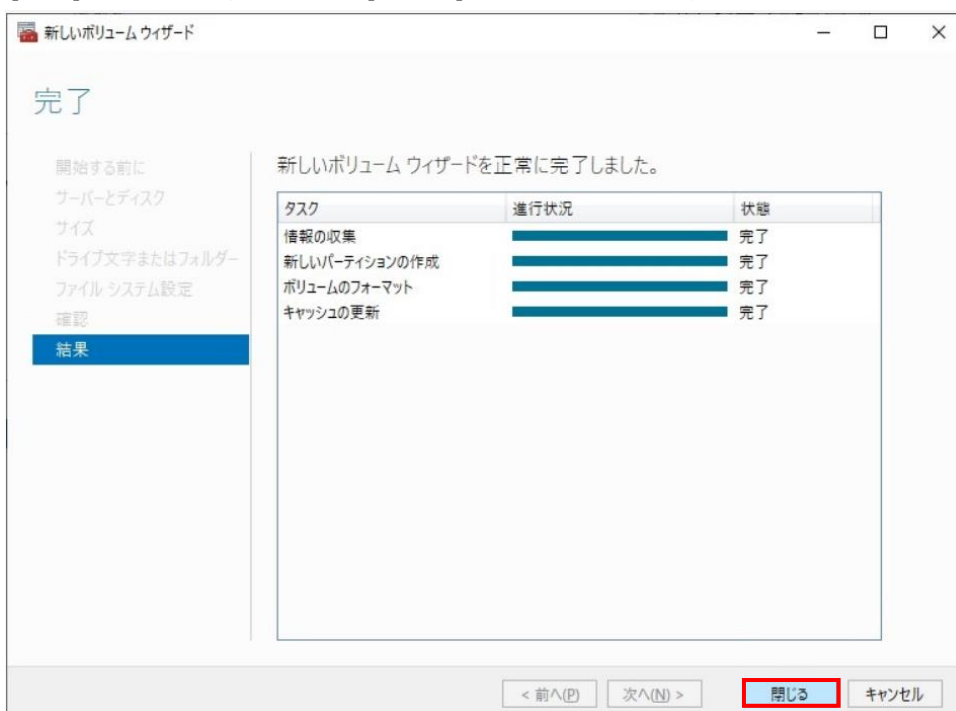 新しいボリューム ウィザード
完了
開始する前に
サーバーとディスク
サイズ
ドライブ文字またはフォルダー
ファイル システム設定
確認
結果
新しいボリューム ウィザードを正常に完了しました。
タスク 進行状況 状態
情報の収集 完了
新しいパーティションの作成 完了
ボリュームのフォーマット 完了
キャッシュの更新 完了
< 前へ(P) 次へ(N) > 閉じる キャンセル